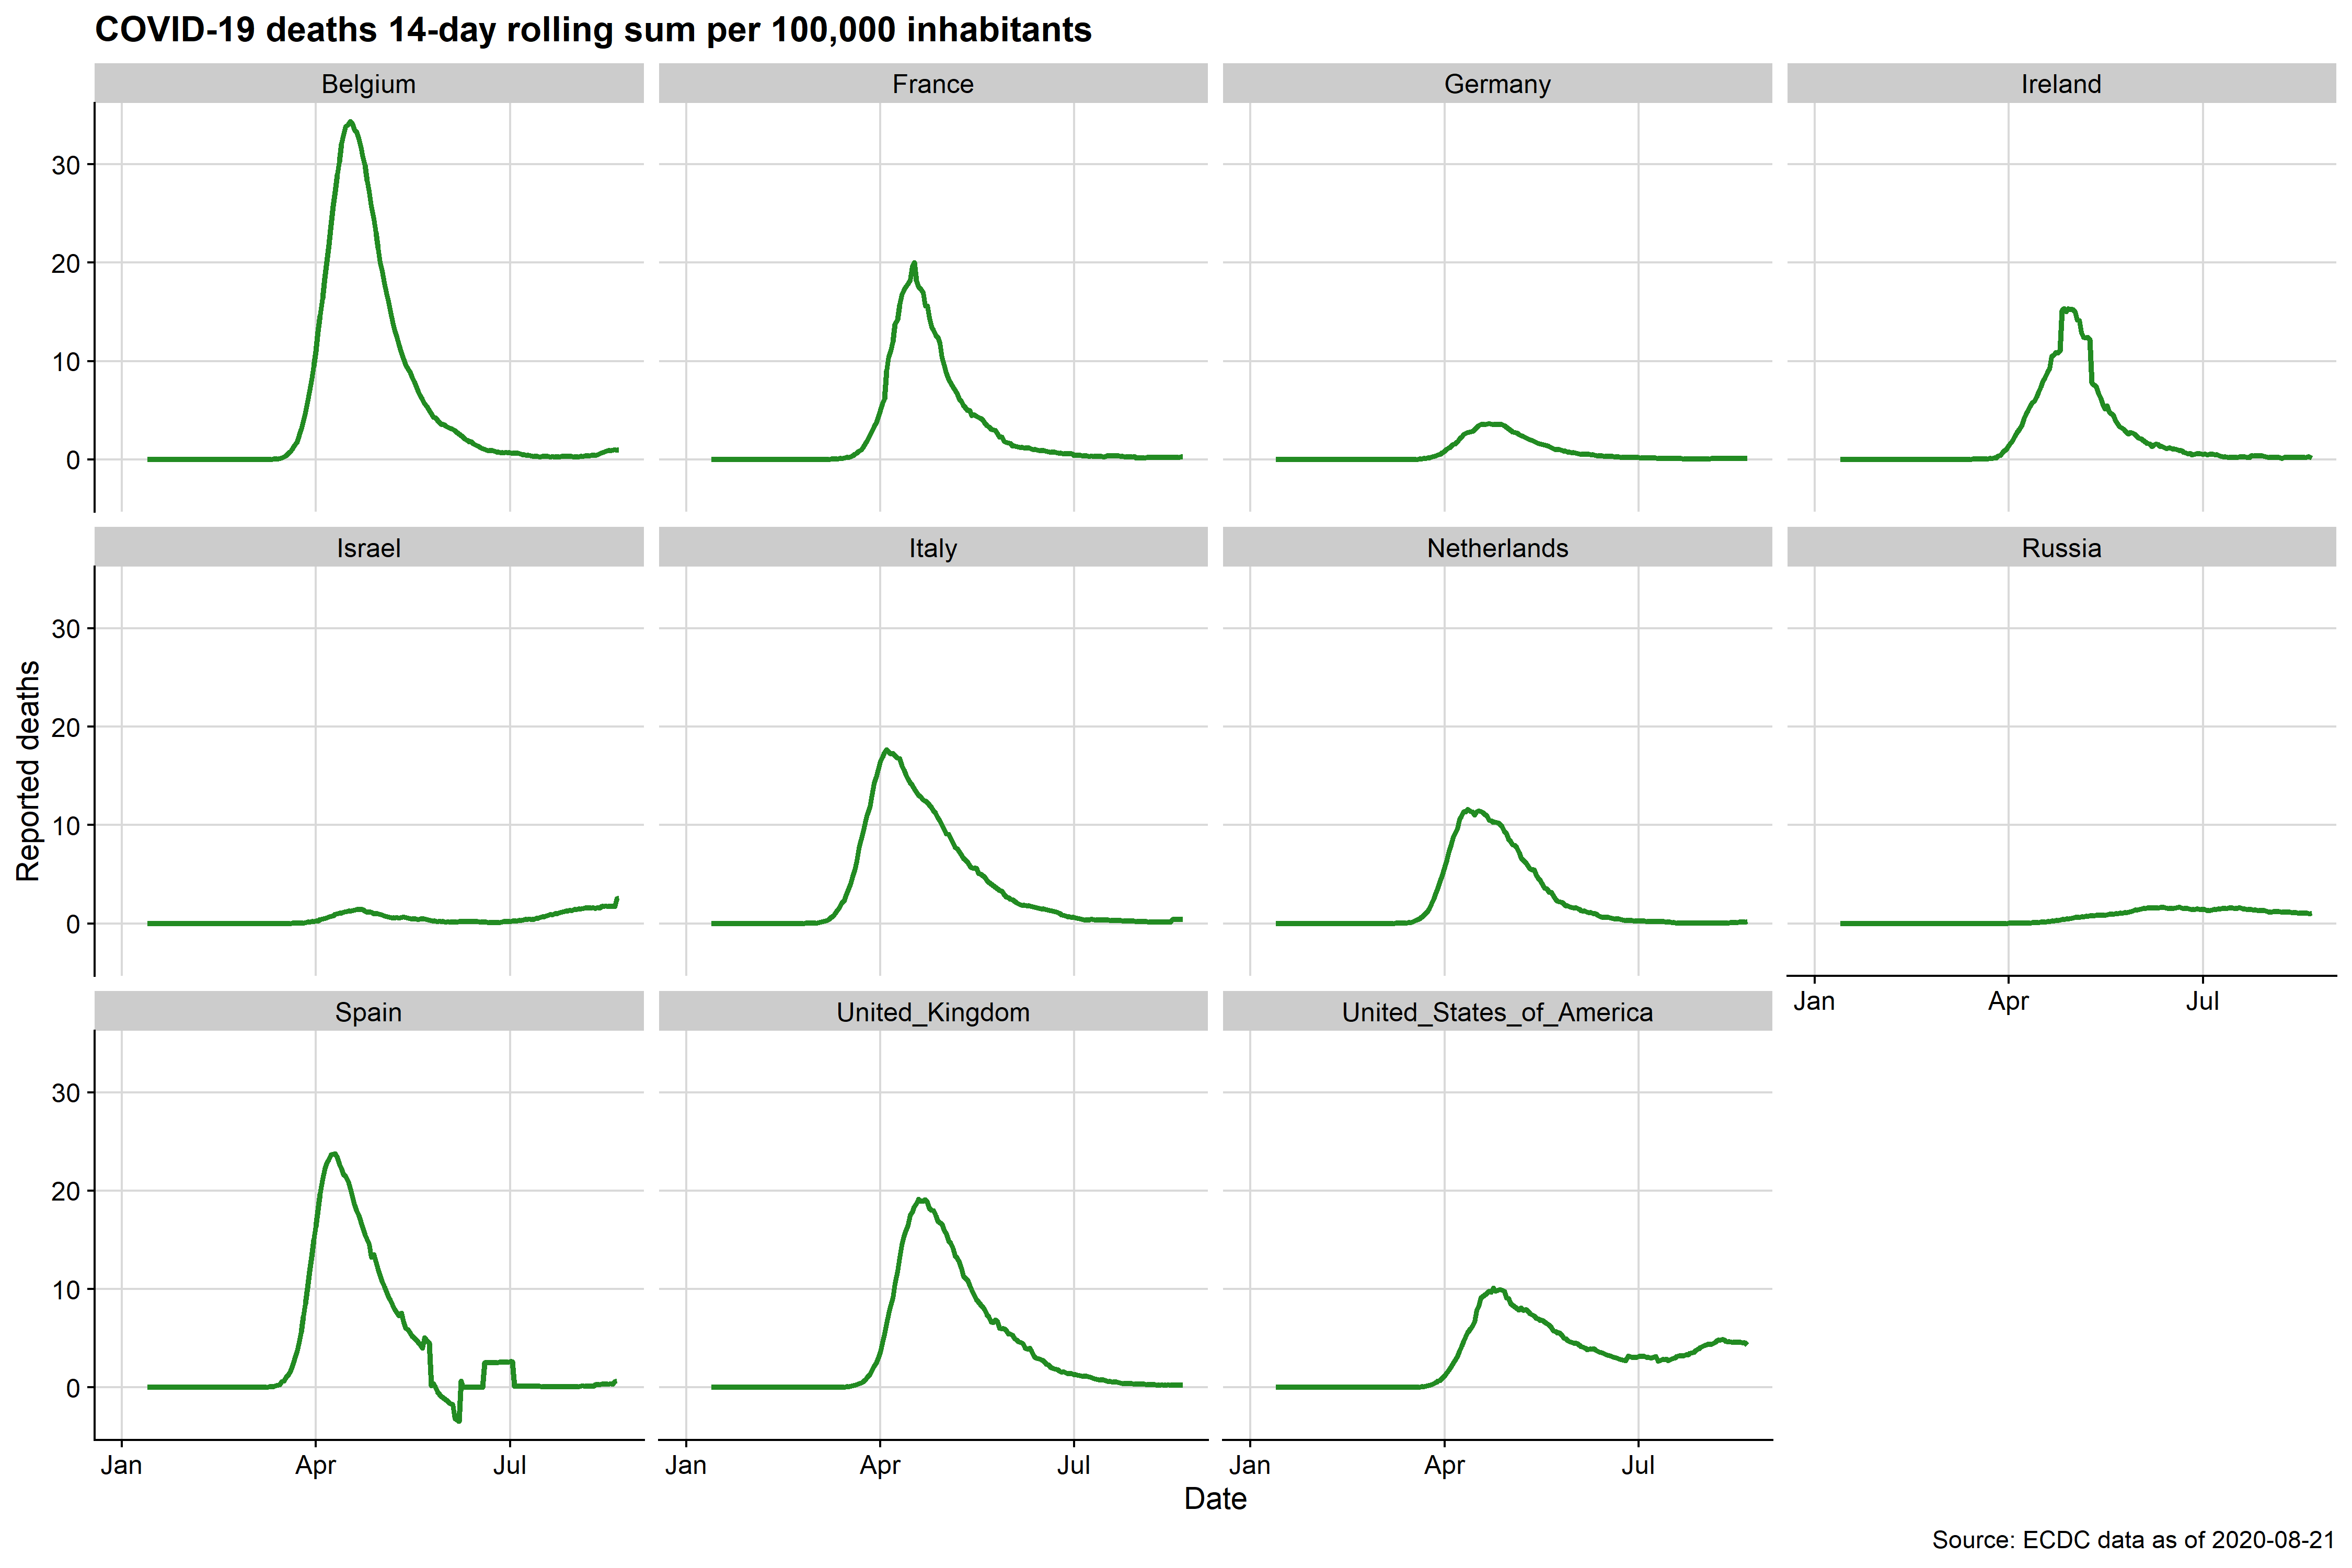 COVID-19 deaths 14-day rolling sum per 100,000 inhabitants
Belgium France Germany Ireland
30
20
10
0
Israel Italy Netherlands Russia
30
20
10
0
Jan Apr Jul
Spain United_Kingdom United_States_of_America
30
20
10
0
Jan Apr Jul Jan Apr Jul Jan Apr Jul
Reported deaths
Date
Source: ECDC data as of 2020-08-21